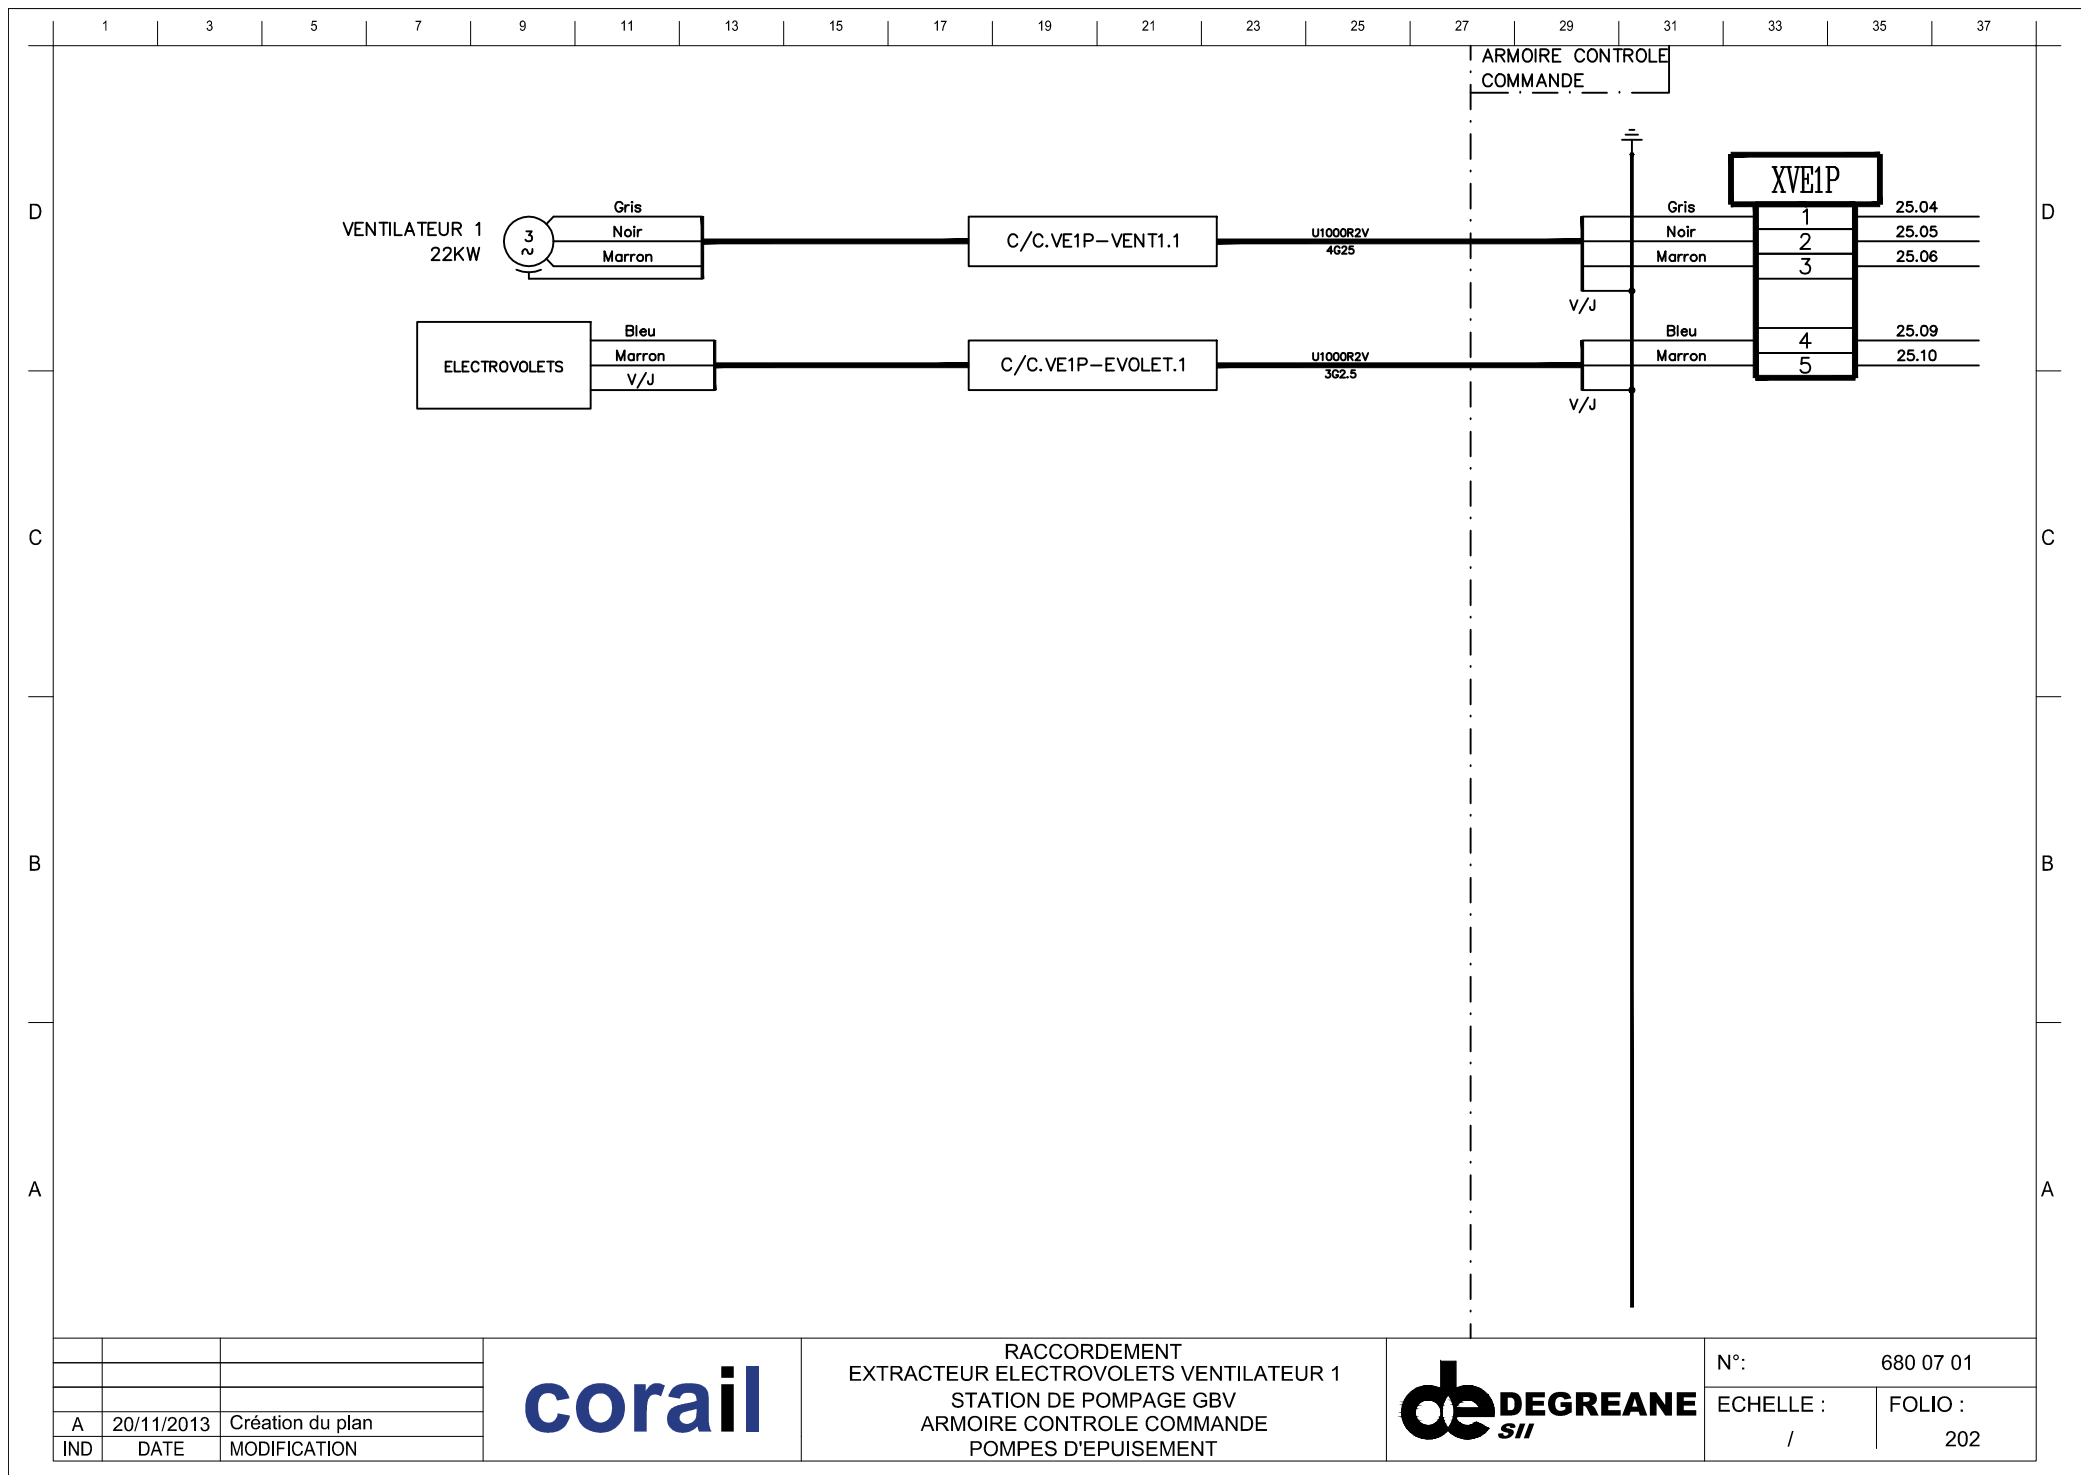 1 3 5 7 9 11 13 15 17 19 21 23 25 27 29 31 33 35 37
ARMOIRE CONTROLE
COMMANDE
XVE1P
D
D
VENTILATEUR 1
22KW
3
~
Gris
Noir
Marron
C/C.VE1P-VENT1.1
U1000R2V
4G25
Gris
Noir
Marron
V/J
1
2
3
25.04
25.05
25.06
ELECTROVOLETS
Bleu
Marron
V/J
C/C.VE1P-EVOLET.1
U1000R2V
3G2.5
Bleu
Marron
V/J
4
5
25.09
25.10
C
C
B
B
A
A
A 20/11/2013 Création du plan
IND DATE MODIFICATION
corail
RACCORDEMENT
EXTRACTEUR ELECTROVOLETS VENTILATEUR 1
STATION DE POMPAGE GBV
ARMOIRE CONTROLE COMMANDE
POMPES D'EPUISEMENT
de DEGREANE
SII
N°: 680 07 01
ECHELLE :
/
FOLIO :
202